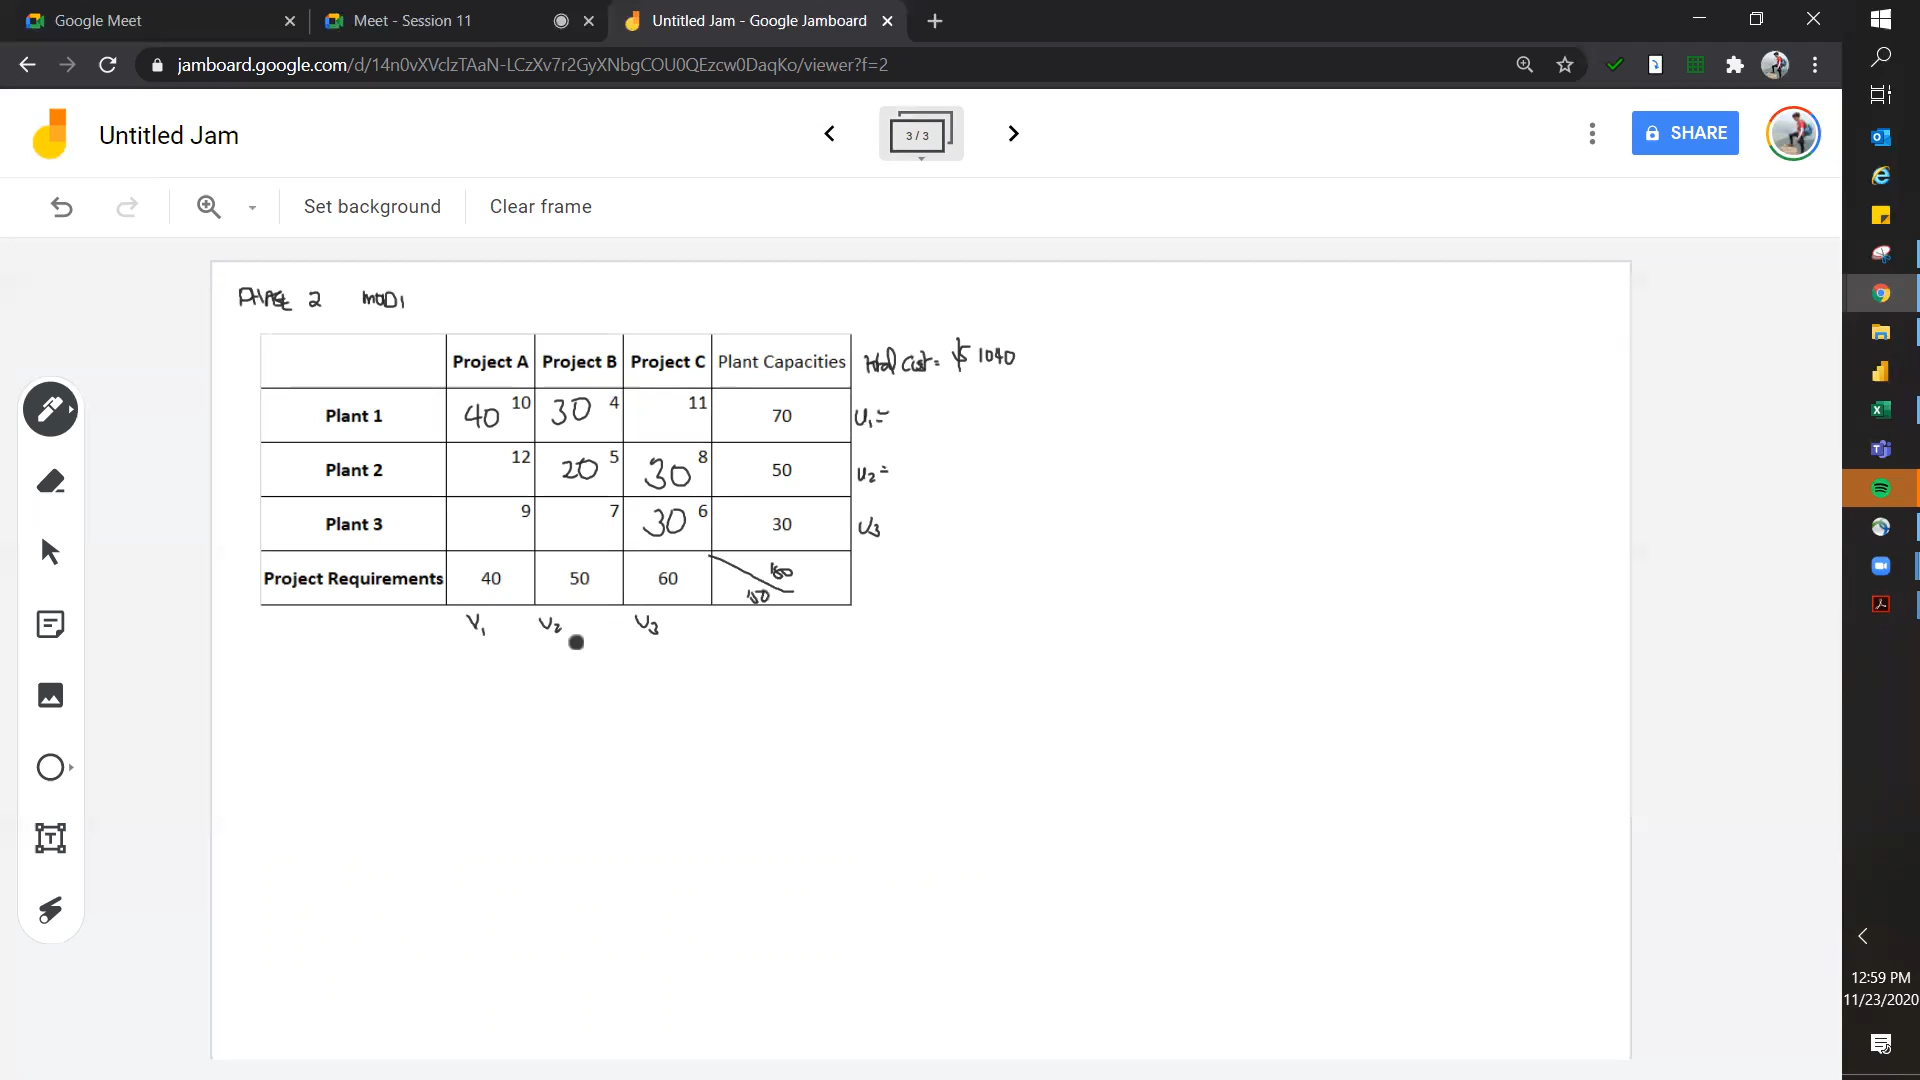 Google Meet
Meet - Session 11
Untitled Jam - Google Jamboard
jamboard.google.com/d/14n0vXVclzTAaN-LCzXv7r2GyXNbgCOU0QEzcw0DaqKo/viewer?f=2
Untitled Jam
3 / 3
SHARE
Set background
Clear frame
PHASE 2 MODI
Project A Project B Project C Plant Capacities
Total cost = $ 1040
Plant 1 40 10 30 4 11 70 U1=
Plant 2 12 20 5 30 8 50 U2=
Plant 3 9 7 30 6 30 U3
Project Requirements 40 50 60 150 150
V1 V2 V3
12:59 PM
11/23/2020